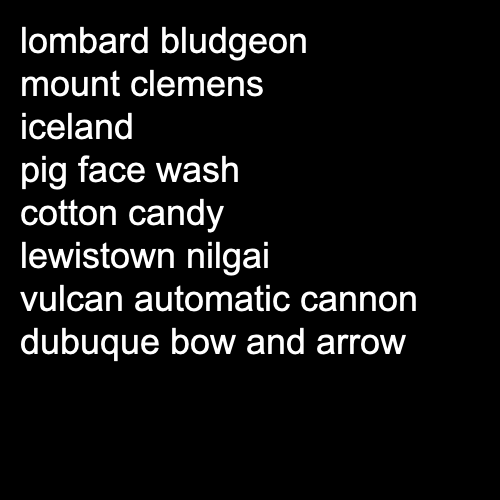 lombard bludgeon
mount clemens
iceland
pig face wash
cotton candy
lewistown nilgai
vulcan automatic cannon
dubuque bow and arrow